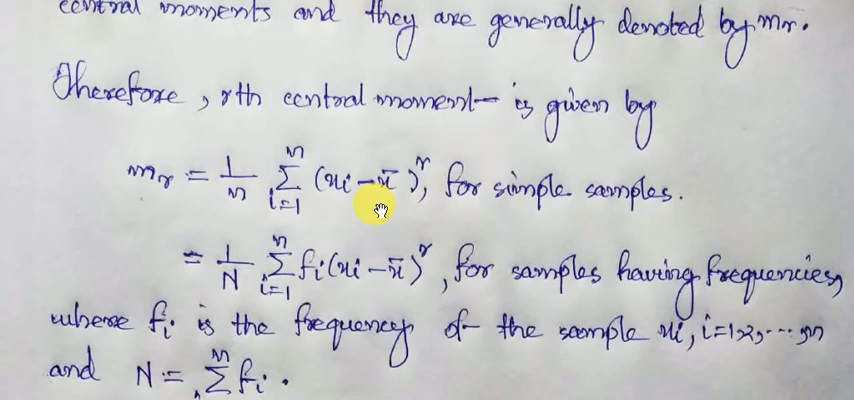 central moments and they are generally denoted by mr.
Therefore, rth central moment is given by
mr = 1/n Σ_{i=1}^{n} (xi - x̄)^r, for simple samples.
= 1/N Σ_{i=1}^{n} fi(xi - x̄)^r, for samples having frequencies,
where fi is the frequency of the sample xi, i=1,2,...,n
and N = Σ^{n} fi.